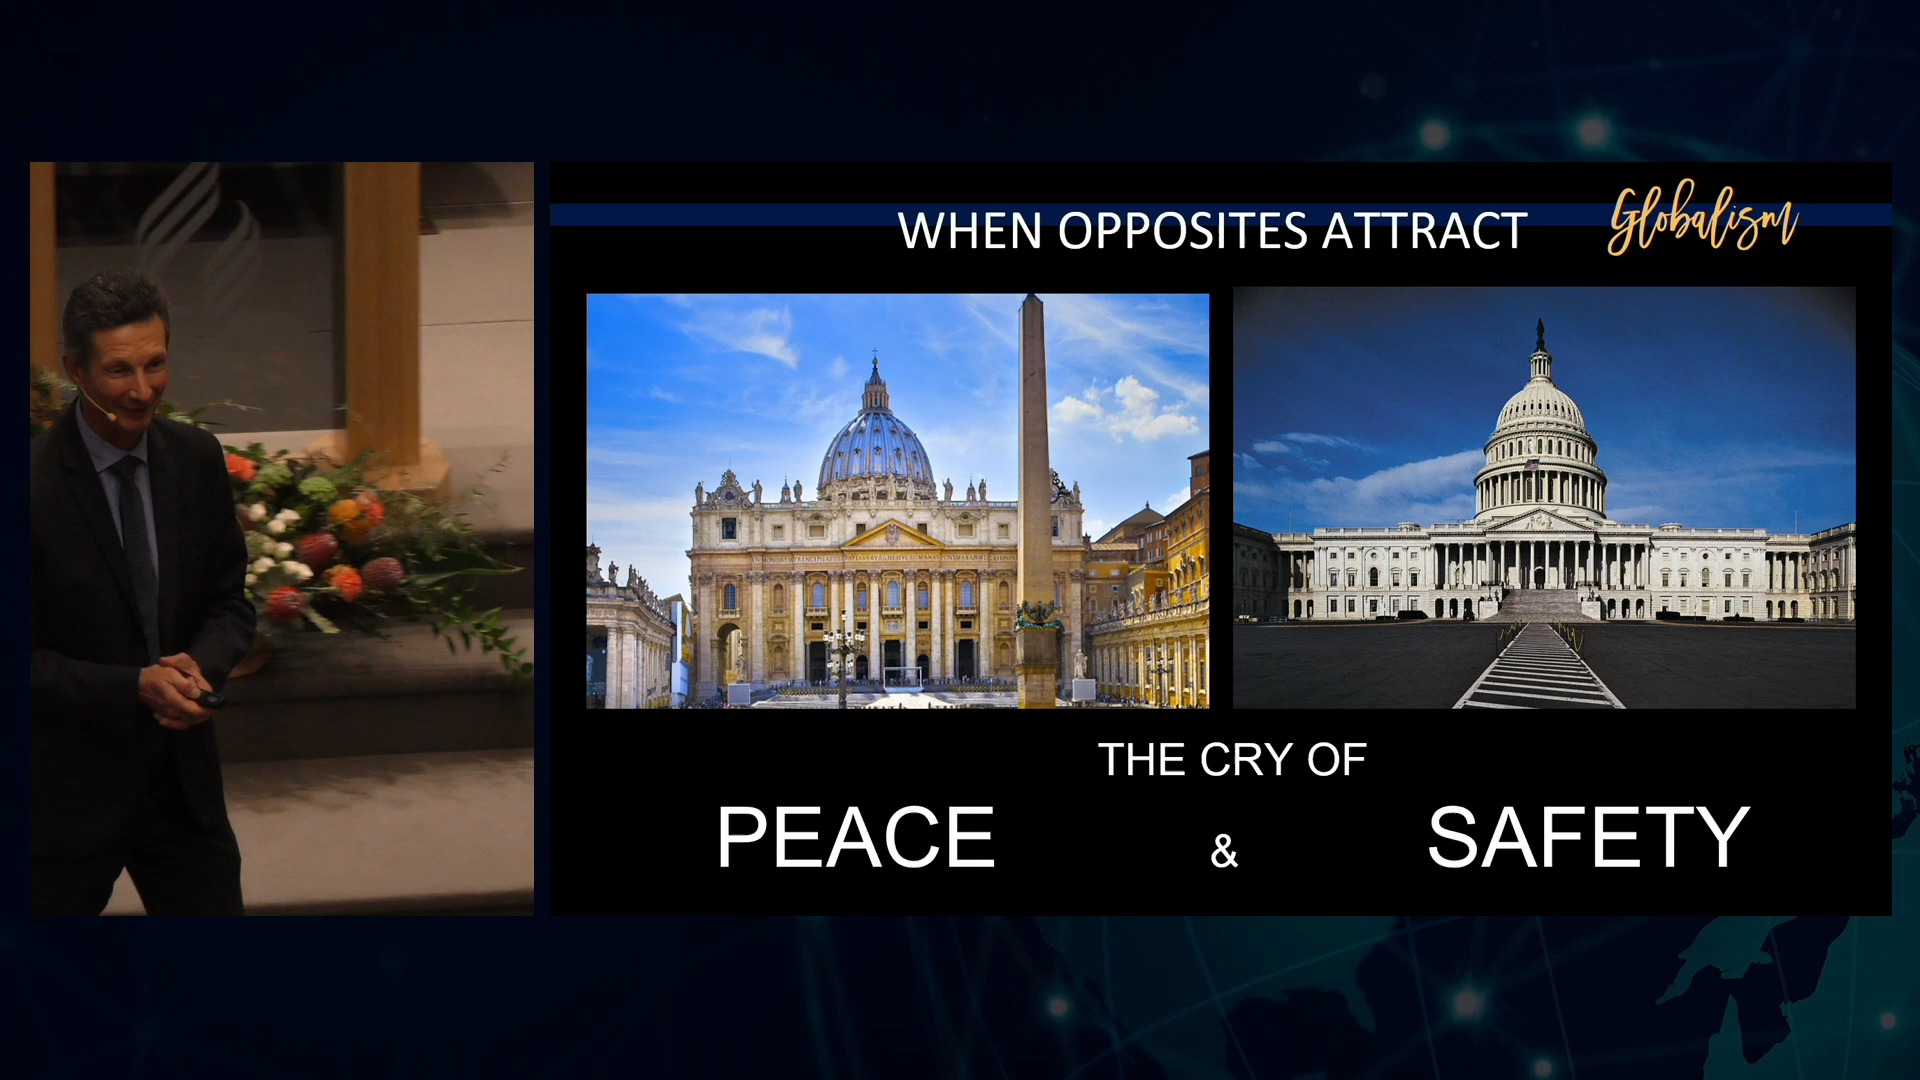 WHEN OPPOSITES ATTRACT
Globalism
THE CRY OF
PEACE & SAFETY